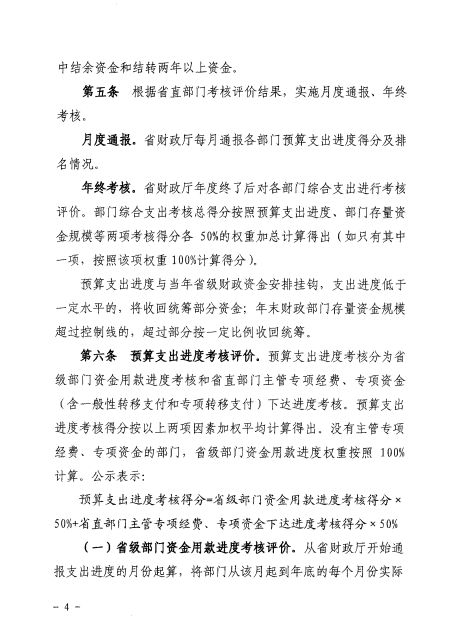 中结余资金和结转两年以上资金。
第五条 根据省直部门考核评价结果，实施月度通报、年终
考核。
月度通报。省财政厅每月通报各部门预算支出进度得分及排
名情况。
年终考核。省财政厅年度终了后对各部门综合支出进行考核
评价。部门综合支出考核总得分按照预算支出进度、部门存量资
金规模等两项考核得分各 50%的权重加总计算得出（如只有其中
一项，按照该项权重 100%计算得分）。
预算支出进度与当年省级财政资金安排挂钩，支出进度低于
一定水平的，将收回统筹部分资金；年末财政部门存量资金规模
超过控制线的，超过部分按一定比例收回统筹。
第六条 预算支出进度考核评价。预算支出进度考核分为省
级部门资金用款进度考核和省直部门主管专项经费、专项资金
（含一般性转移支付和专项转移支付）下达进度考核。预算支出
进度考核得分按以上两项因素加权平均计算得出。没有主管专项
经费、专项资金的部门，省级部门资金用款进度权重按照 100%
计算。公示表示：
预算支出进度考核得分=省级部门资金用款进度考核得分×
50%+省直部门主管专项经费、专项资金下达进度考核得分×50%
（一）省级部门资金用款进度考核评价。从省财政厅开始通
报支出进度的月份起算，将部门从该月起到年底的每个月份实际
- 4 -